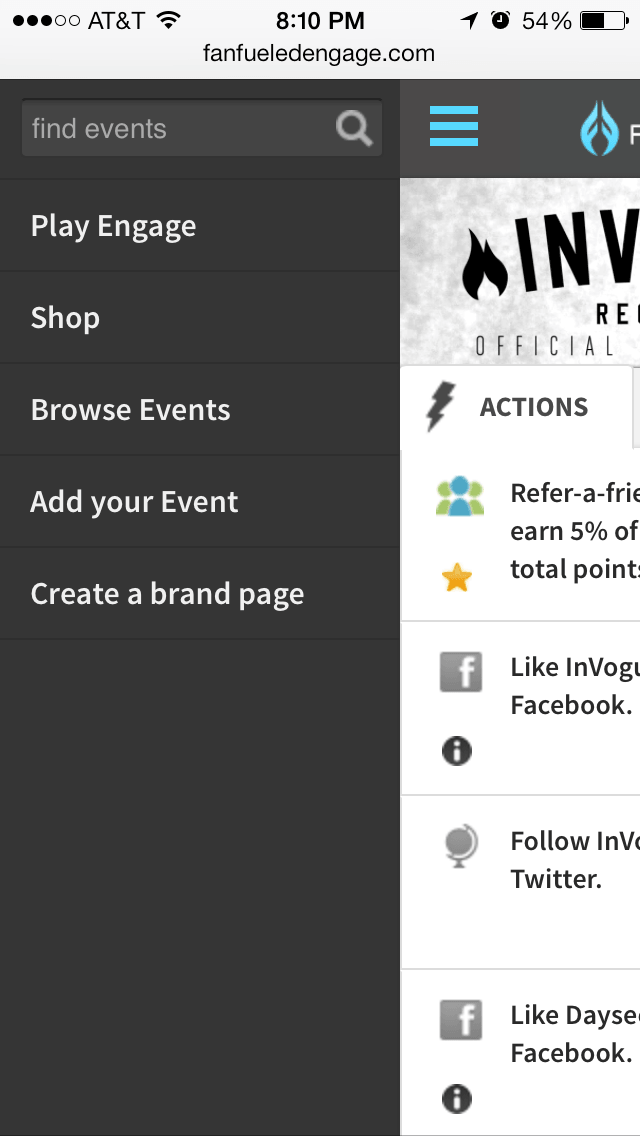 AT&T 8:10 PM 54%
fanfueledengage.com
find events
Play Engage
Shop
Browse Events
Add your Event
Create a brand page
F
INV
REC
OFFICIAL
ACTIONS
Refer-a-frie
earn 5% of
total points
Like InVogu
Facebook.
Follow InVo
Twitter.
Like Daysee
Facebook.